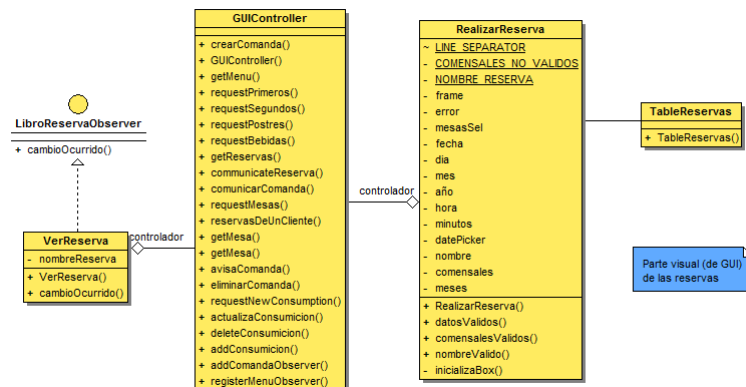 LibroReservaObserver
+ cambioOcurrido()
VerReserva
- nombreReserva
+ VerReserva()
+ cambioOcurrido()
controlador
GUIController
+ crearComanda()
+ GUIController()
+ getMenu()
+ requestPrimeros()
+ requestSegundos()
+ requestPostres()
+ requestBebidas()
+ getReservas()
+ communicateReserva()
+ comunicarComanda()
+ requestMesas()
+ reservasDeUnCliente()
+ getMesa()
+ getMesa()
+ avisaComanda()
+ eliminarComanda()
+ requestNewConsumption()
+ actualizaConsumicion()
+ deleteConsumicion()
+ addConsumicion()
+ addComandaObserver()
+ registerMenuObserver()
controlador
RealizarReserva
~ LINE_SEPARATOR
- COMENSALES_NO_VALIDOS
- NOMBRE_RESERVA
- frame
- error
- mesasSel
- fecha
- dia
- mes
- año
- hora
- minutos
- datePicker
- nombre
- comensales
- meses
+ RealizarReserva()
+ datosValidos()
+ comensalesValidos()
+ nombreValido()
- inicializaBox()
TableReservas
+ TableReservas()
Parte visual (de GUI)
de las reservas